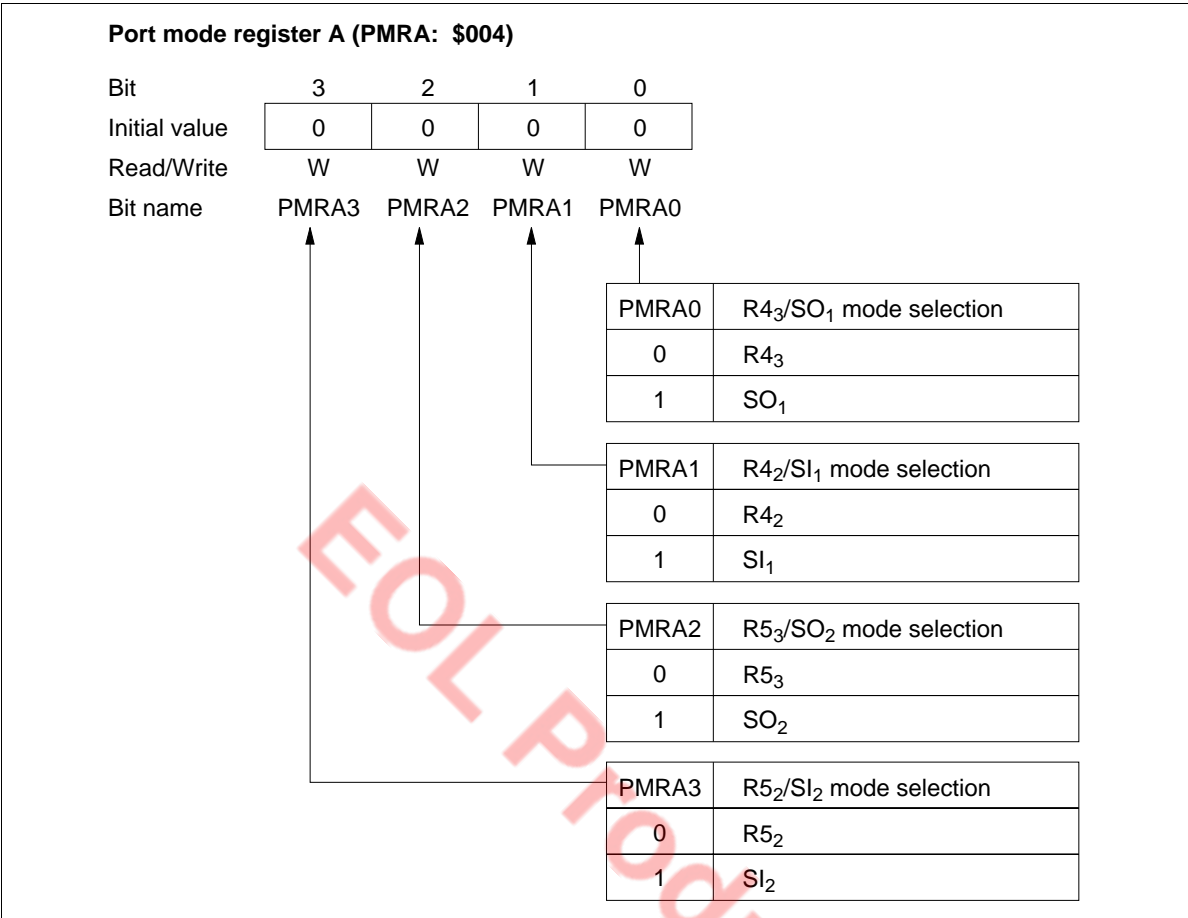 Port mode register A (PMRA: $004)
Bit 3 2 1 0
Initial value 0 0 0 0
Read/Write W W W W
Bit name PMRA3 PMRA2 PMRA1 PMRA0
PMRA0 R4₃/SO₁ mode selection
0 R4₃
1 SO₁
PMRA1 R4₂/SI₁ mode selection
0 R4₂
1 SI₁
PMRA2 R5₃/SO₂ mode selection
0 R5₃
1 SO₂
PMRA3 R5₂/SI₂ mode selection
0 R5₂
1 SI₂
EOL Prod